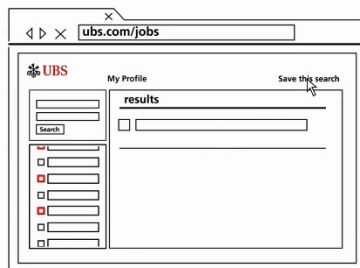 ubs.com/jobs
UBS
My Profile
Save this search
results
Search